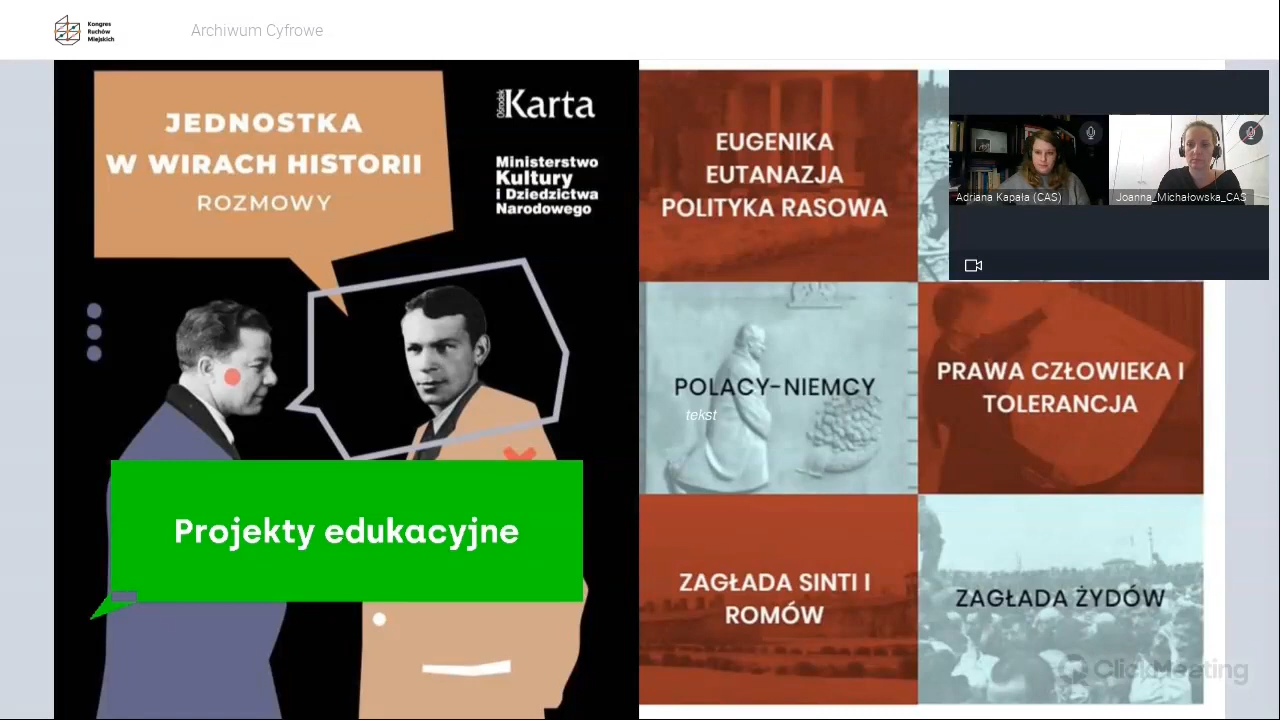 Kongres
Ruchów
Miejskich
Archiwum Cyfrowe
JEDNOSTKA
W WIRACH HISTORII
ROZMOWY
Ośrodek
Karta
Ministerstwo
Kultury
i Dziedzictwa
Narodowego
Projekty edukacyjne
EUGENIKA
EUTANAZJA
POLITYKA RASOWA
Adriana Kapała (CAS)
Joanna_Michałowska_CAS
POLACY-NIEMCY
tekst
PRAWA CZŁOWIEKA I
TOLERANCJA
ZAGŁADA SINTI I
ROMÓW
ZAGŁADA ŻYDÓW
ClickMeeting